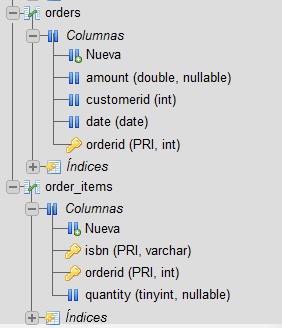 orders
Columnas
Nueva
amount (double, nullable)
customerid (int)
date (date)
orderid (PRI, int)
Índices
order_items
Columnas
Nueva
isbn (PRI, varchar)
orderid (PRI, int)
quantity (tinyint, nullable)
Índices